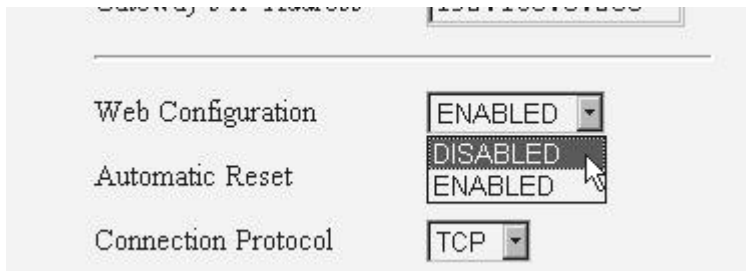 Web Configuration ENABLED
DISABLED
Automatic Reset ENABLED
Connection Protocol TCP